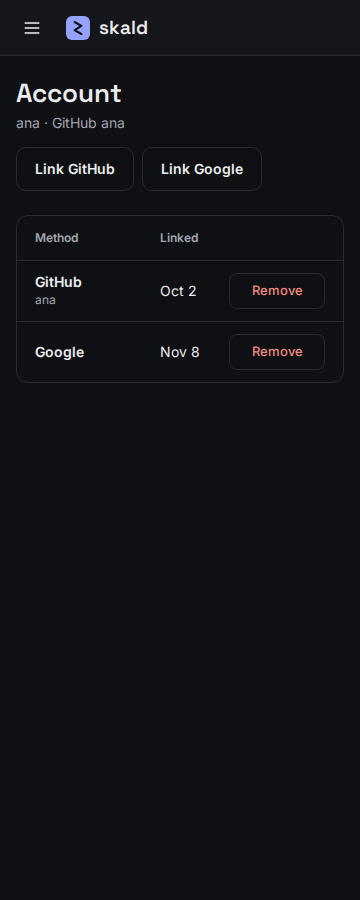 skald
Account
ana · GitHub ana
Link GitHub Link Google
Method Linked
GitHub
ana
Oct 2 Remove
Google Nov 8 Remove